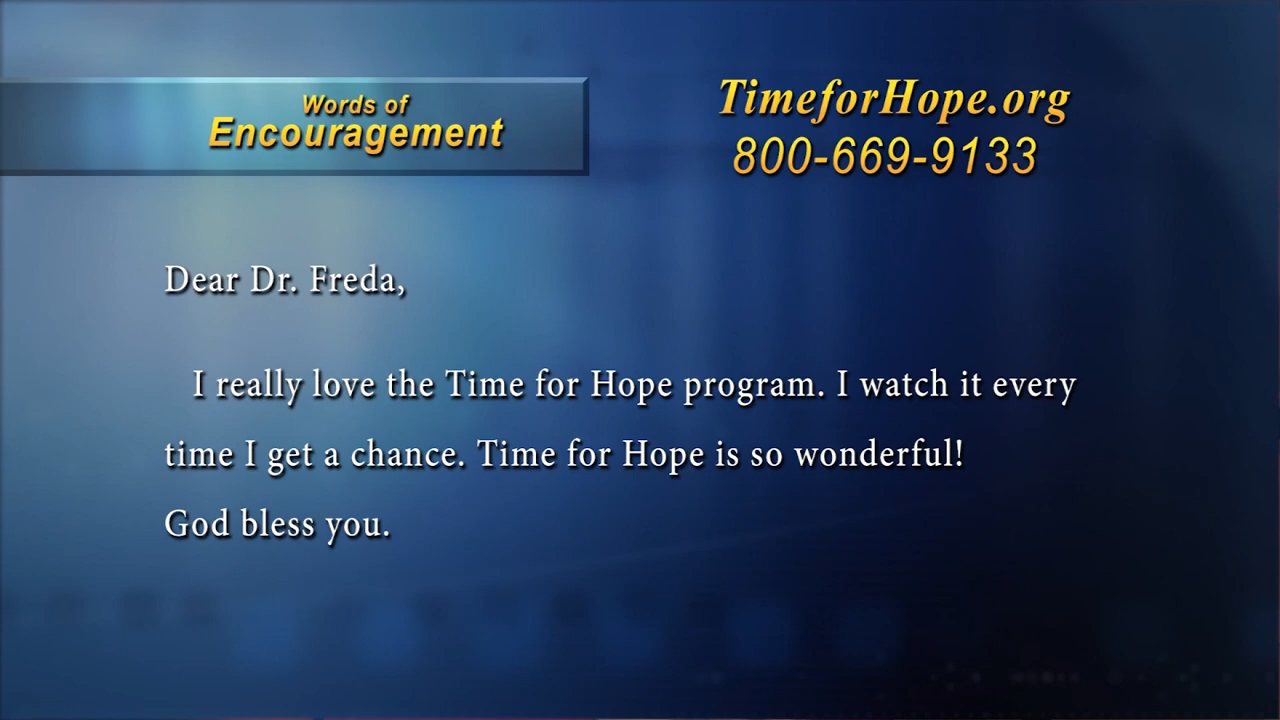 Words of
Encouragement
TimeforHope.org
800-669-9133
Dear Dr. Freda,
I really love the Time for Hope program. I watch it every
time I get a chance. Time for Hope is so wonderful!
God bless you.